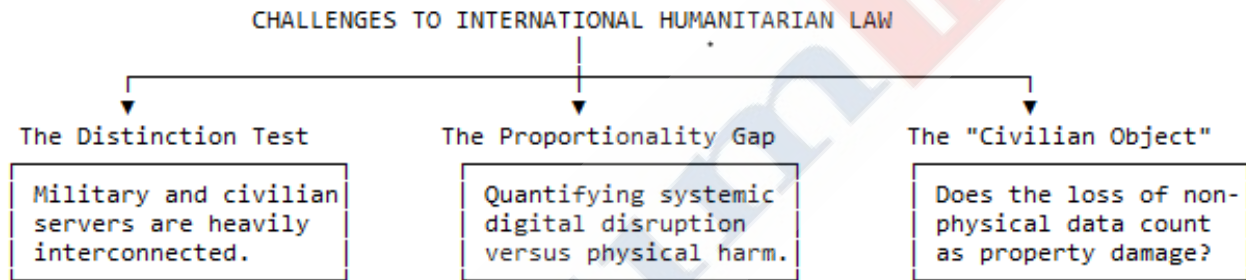 CHALLENGES TO INTERNATIONAL HUMANITARIAN LAW
The Distinction Test
The Proportionality Gap
The "Civilian Object"
Military and civilian
servers are heavily
interconnected.
Quantifying systemic
digital disruption
versus physical harm.
Does the loss of non-
physical data count
as property damage?